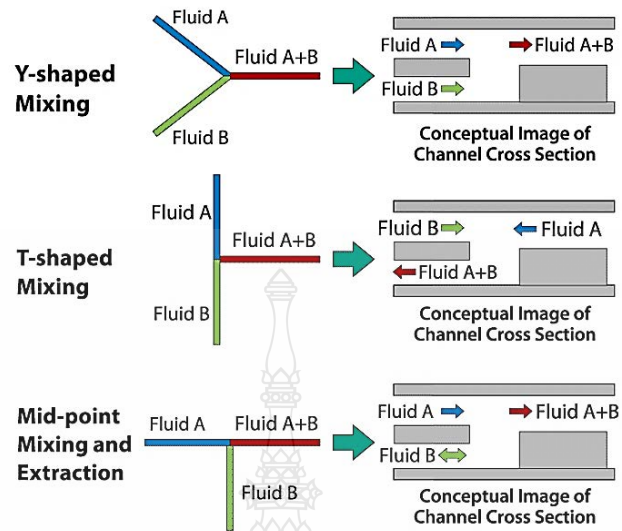 Y-shaped
Mixing
Fluid A
Fluid A+B
Fluid B
Fluid A
Fluid A+B
Fluid B
Conceptual Image of
Channel Cross Section
T-shaped
Mixing
Fluid A
Fluid A+B
Fluid B
Fluid B
Fluid A
Fluid A+B
Conceptual Image of
Channel Cross Section
Mid-point
Mixing and
Extraction
Fluid A
Fluid A+B
Fluid B
Fluid A
Fluid A+B
Fluid B
Conceptual Image of
Channel Cross Section